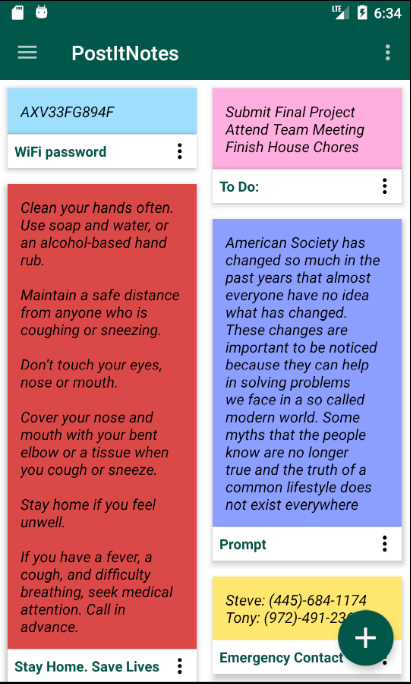 LTE 6:34
PostItNotes
AXV33FG894F
WiFi password
Clean your hands often.
Use soap and water, or
an alcohol-based hand
rub.
Maintain a safe distance
from anyone who is
coughing or sneezing.
Don't touch your eyes,
nose or mouth.
Cover your nose and
mouth with your bent
elbow or a tissue when
you cough or sneeze.
Stay home if you feel
unwell.
If you have a fever, a
cough, and difficulty
breathing, seek medical
attention. Call in
advance.
Stay Home. Save Lives
Submit Final Project
Attend Team Meeting
Finish House Chores
To Do:
American Society has
changed so much in the
past years that almost
everyone have no idea
what has changed.
These changes are
important to be noticed
because they can help
in solving problems
we face in a so called
modern world. Some
myths that the people
know are no longer
true and the truth of a
common lifestyle does
not exist everywhere
Prompt
Steve: (445)-684-1174
Tony: (972)-491-23
Emergency Contact
+